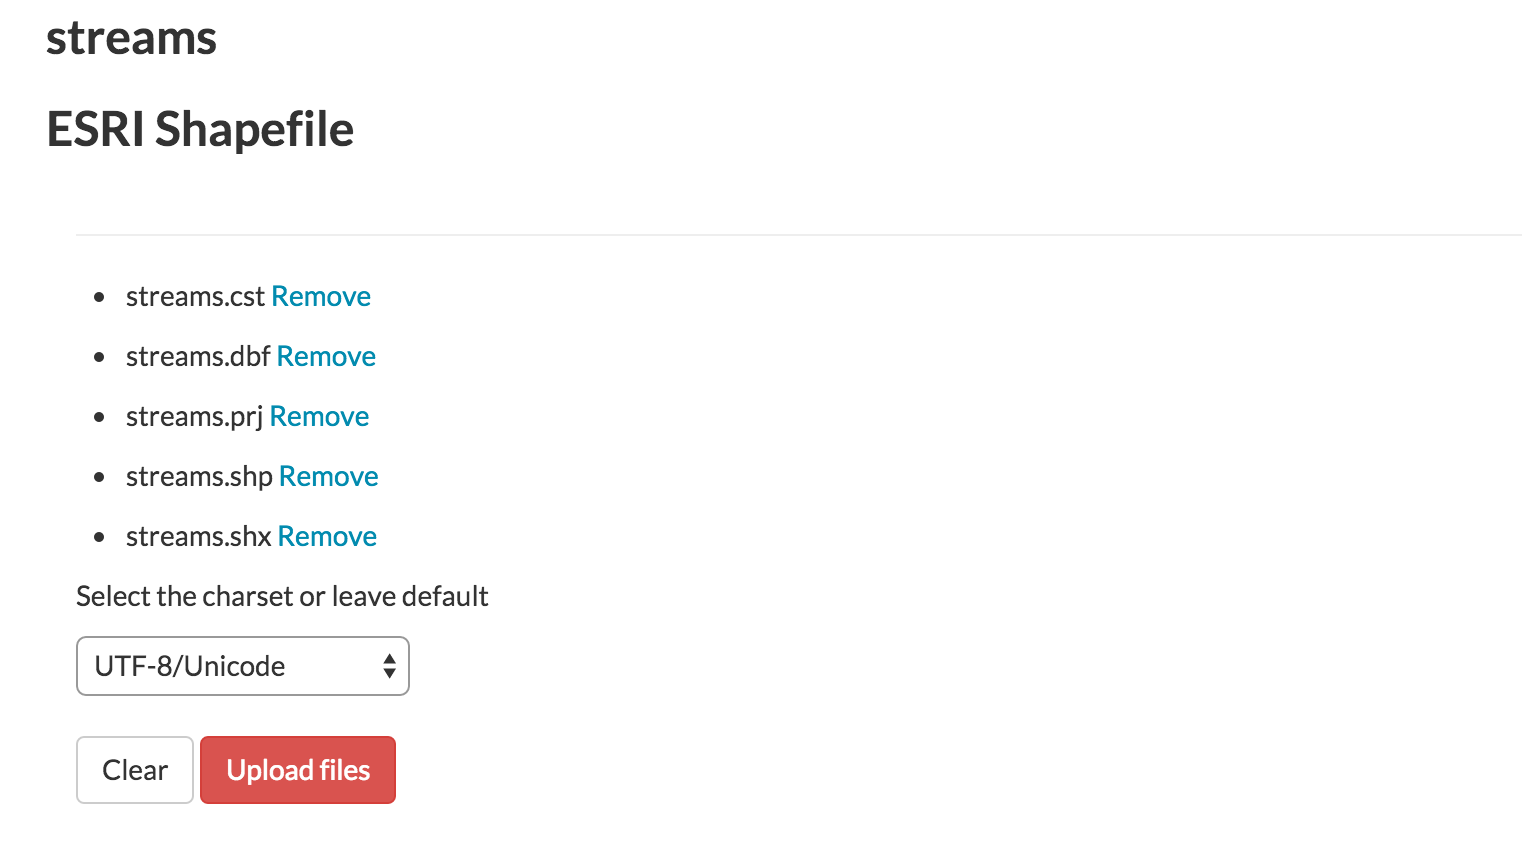 streams
ESRI Shapefile
streams.cst Remove
streams.dbf Remove
streams.prj Remove
streams.shp Remove
streams.shx Remove
Select the charset or leave default
UTF-8/Unicode
Clear Upload files